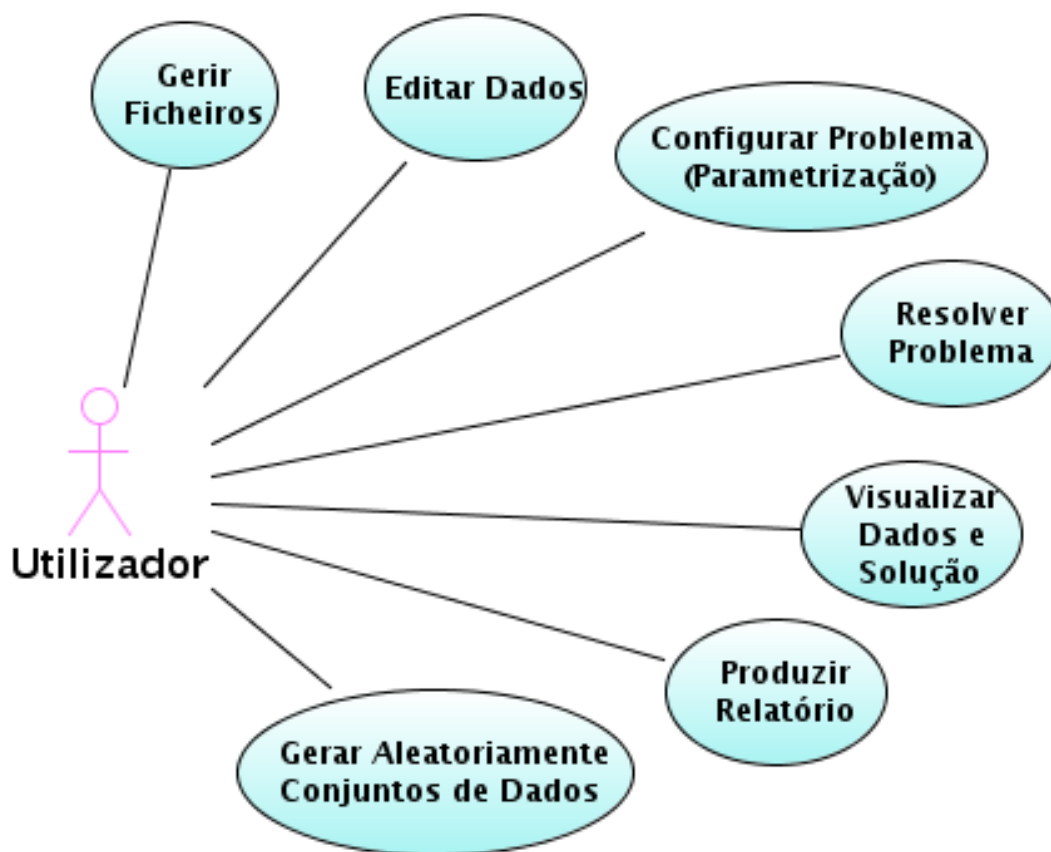 Gerir
Ficheiros
Editar Dados
Configurar Problema
(Parametrização)
Resolver
Problema
Visualizar
Dados e
Solução
Utilizador
Produzir
Relatório
Gerar Aleatoriamente
Conjuntos de Dados